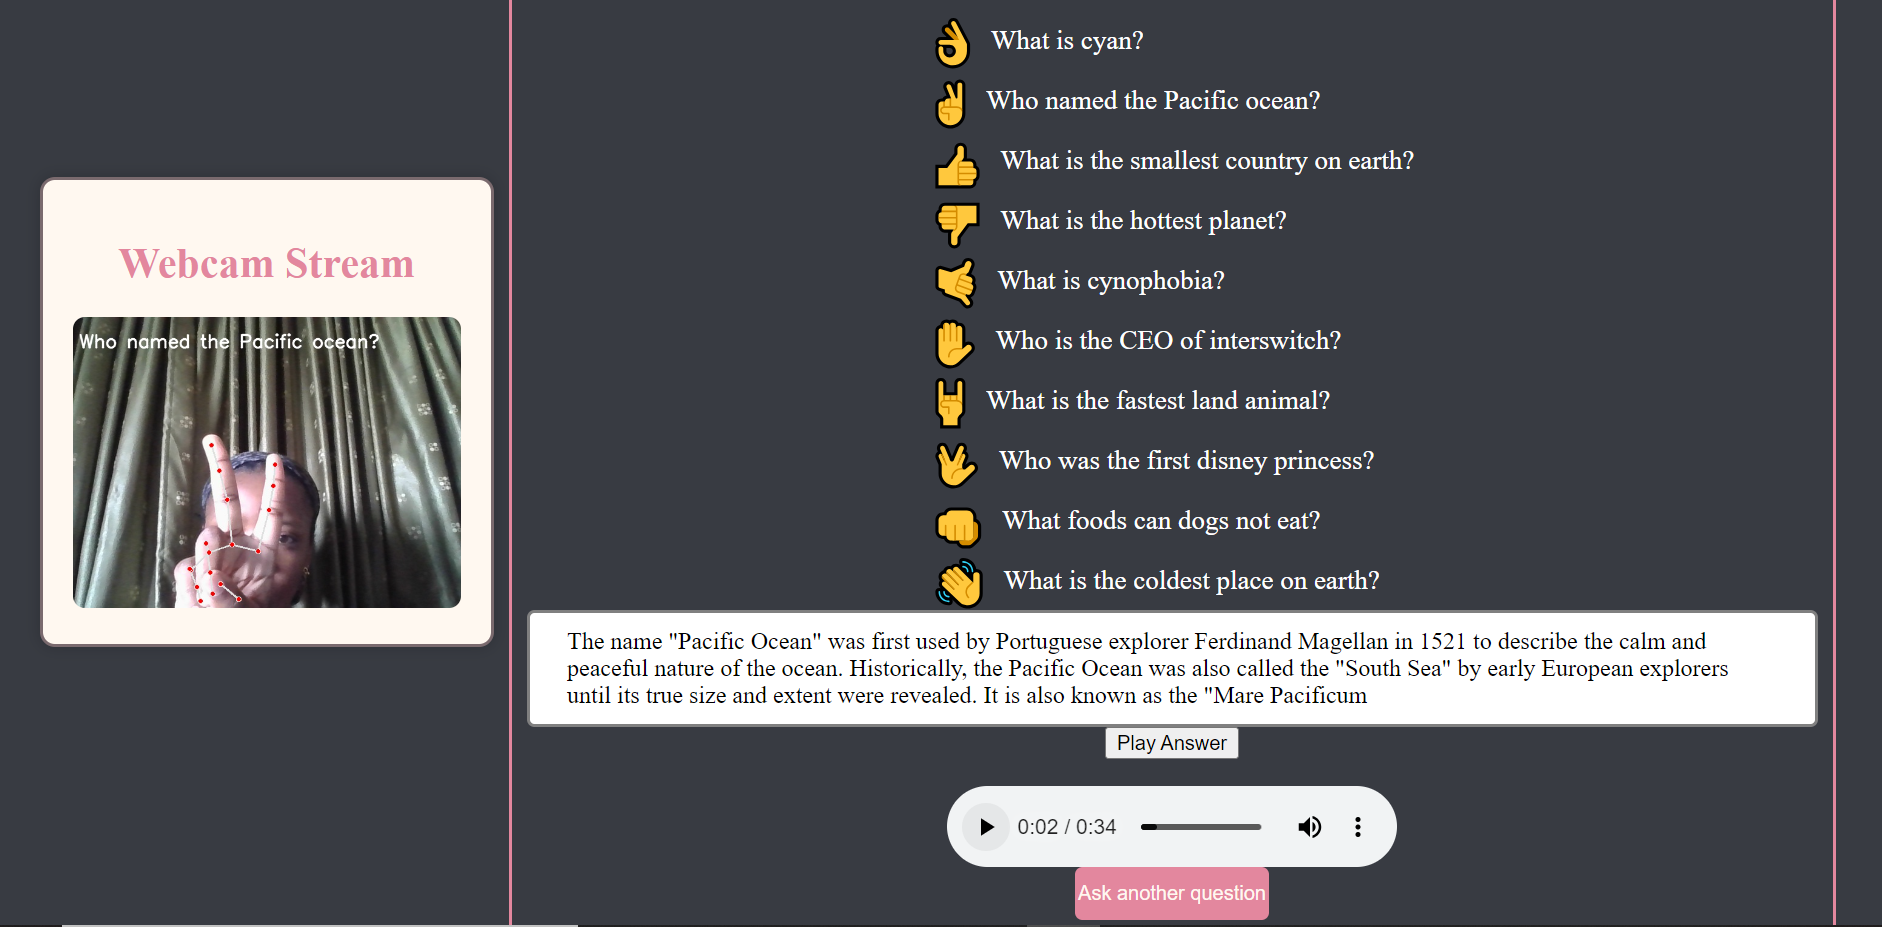 What is cyan?
Who named the Pacific ocean?
What is the smallest country on earth?
What is the hottest planet?
What is cynophobia?
Who is the CEO of interswitch?
What is the fastest land animal?
Who was the first disney princess?
What foods can dogs not eat?
What is the coldest place on earth?
Webcam Stream
Who named the Pacific ocean?
The name "Pacific Ocean" was first used by Portuguese explorer Ferdinand Magellan in 1521 to describe the calm and
peaceful nature of the ocean. Historically, the Pacific Ocean was also called the "South Sea" by early European explorers
until its true size and extent were revealed. It is also known as the "Mare Pacificum
Play Answer
0:02 / 0:34
Ask another question